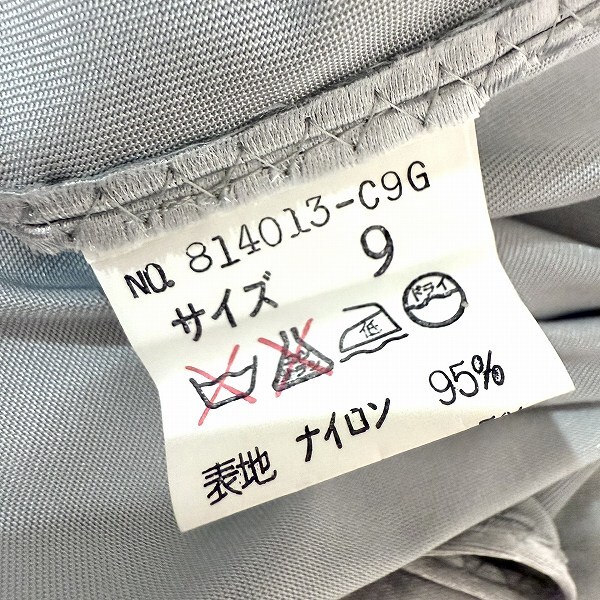 NO. 814013-C9G
サイズ 9
低 ドライ
表地 ナイロン 95%